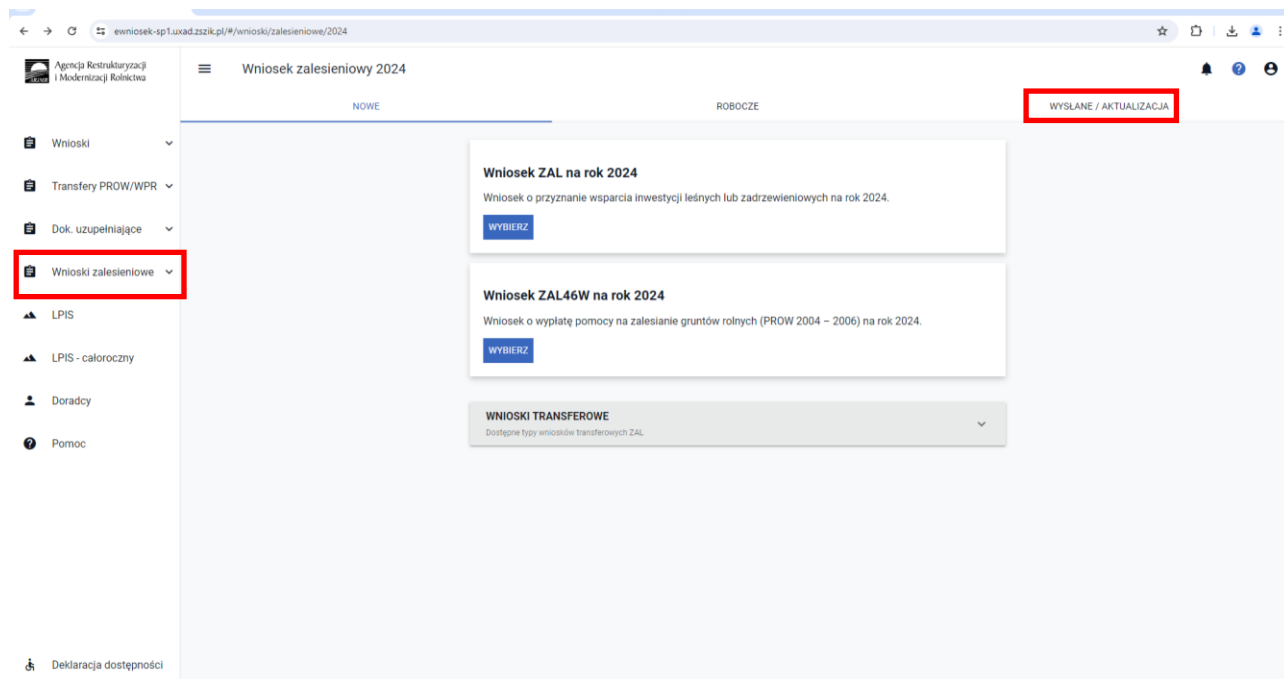 ewniosek-sp1.uxad.zszik.pl/#/wnioski/zalesieniowe/2024
Agencja Restrukturyzacji
i Modernizacji Rolnictwa
Wniosek zalesieniowy 2024
NOWE
ROBOCZE
WYSŁANE / AKTUALIZACJA
Wnioski
Transfery PROW/WPR
Dok. uzupełniające
Wnioski zalesieniowe
LPIS
LPIS - całoroczny
Doradcy
Pomoc
Deklaracja dostępności
Wniosek ZAL na rok 2024
Wniosek o przyznanie wsparcia inwestycji leśnych lub zadrzewieniowych na rok 2024.
WYBIERZ
Wniosek ZAL46W na rok 2024
Wniosek o wypłatę pomocy na zalesianie gruntów rolnych (PROW 2004 – 2006) na rok 2024.
WYBIERZ
WNIOSKI TRANSFEROWE
Dostępne typy wniosków transferowych ZAL